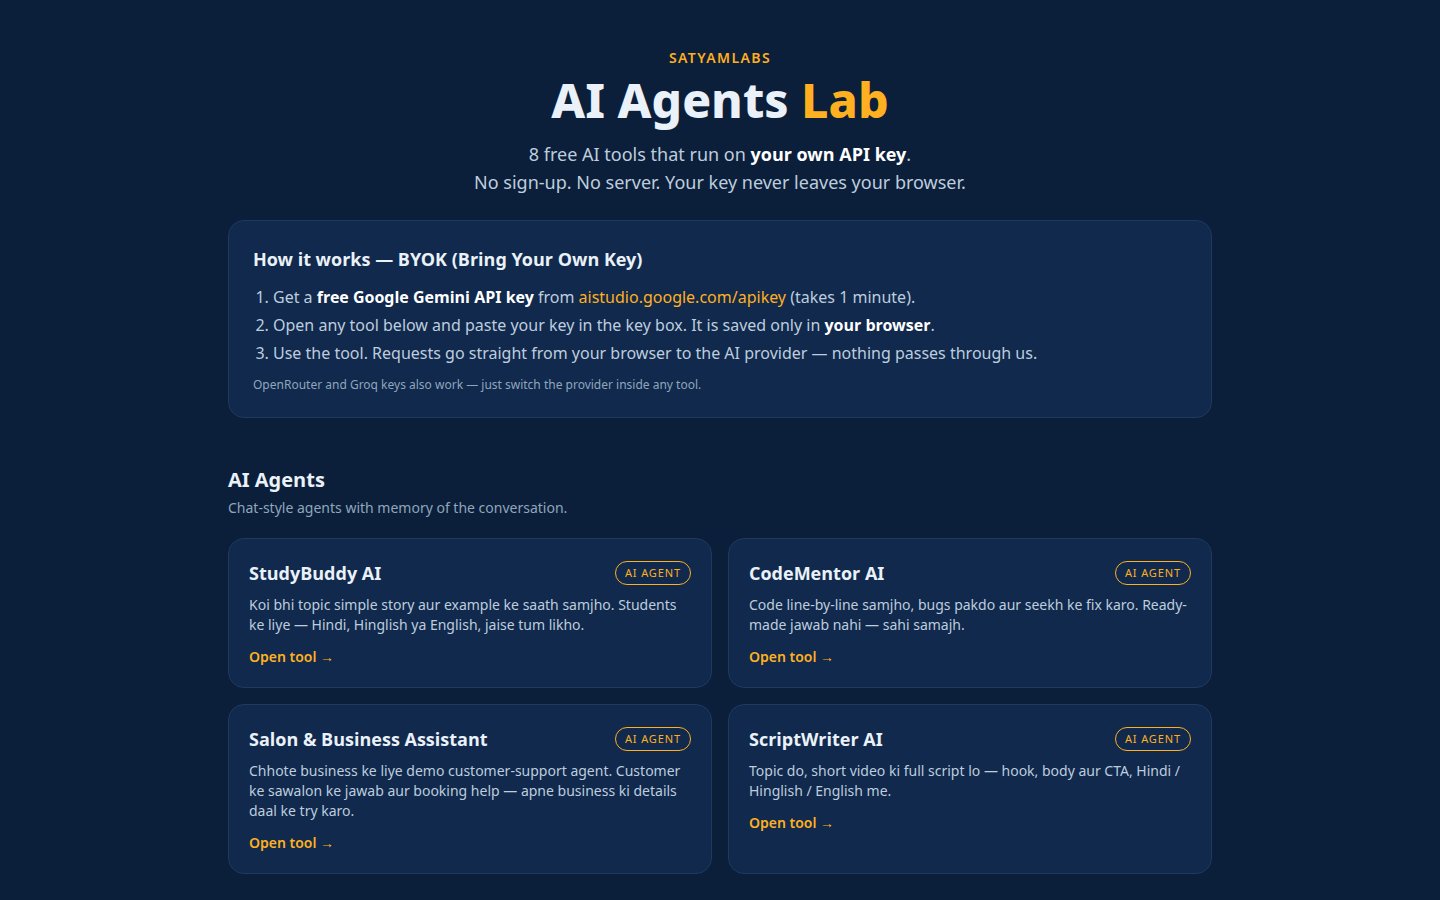 SATYAMLABS
AI Agents Lab
8 free AI tools that run on your own API key.
No sign-up. No server. Your key never leaves your browser.
How it works — BYOK (Bring Your Own Key)
1. Get a free Google Gemini API key from aistudio.google.com/apikey (takes 1 minute).
2. Open any tool below and paste your key in the key box. It is saved only in your browser.
3. Use the tool. Requests go straight from your browser to the AI provider — nothing passes through us.
OpenRouter and Groq keys also work — just switch the provider inside any tool.
AI Agents
Chat-style agents with memory of the conversation.
StudyBuddy AI
AI AGENT
Koi bhi topic simple story aur example ke saath samjho. Students
ke liye — Hindi, Hinglish ya English, jaise tum likho.
Open tool →
CodeMentor AI
AI AGENT
Code line-by-line samjho, bugs pakdo aur seekh ke fix karo. Ready-
made jawab nahi — sahi samajh.
Open tool →
Salon & Business Assistant
AI AGENT
Chhote business ke liye demo customer-support agent. Customer
ke sawalon ke jawab aur booking help — apne business ki details
daal ke try karo.
Open tool →
ScriptWriter AI
AI AGENT
Topic do, short video ki full script lo — hook, body aur CTA, Hindi /
Hinglish / English me.
Open tool →